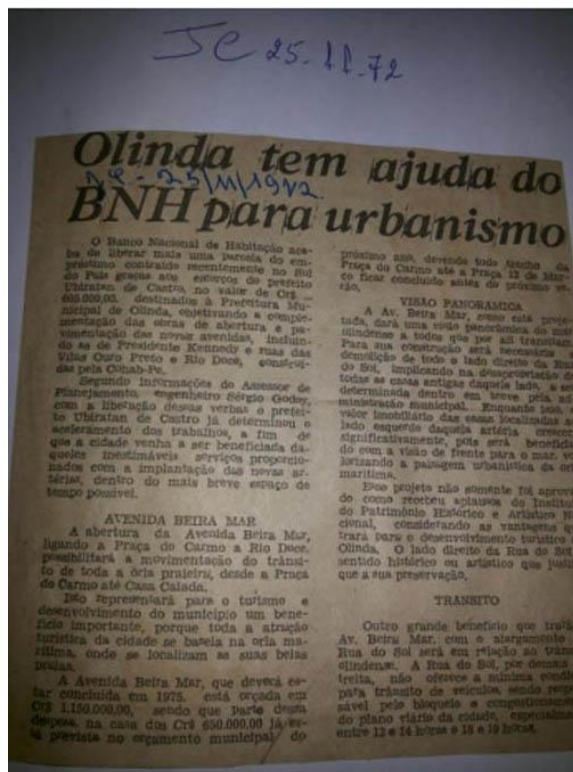 JC 25-11-72
Olinda tem ajuda do
JC - 25/11/1972
BNH para urbanismo
O Banco Nacional de Habitação aca-
ba de liberar mais uma parcela do em-
préstimo contraído recentemente no Sul
do País graças aos esforços do prefeito
Ubiratan de Castro, no valor de Cr$
605.000,00, destinados à Prefeitura Mu-
nicipal de Olinda, objetivando a comple-
mentação das obras de abertura e pa-
vimentação das novas avenidas, incluin-
do as de Presidente Kennedy e ruas das
Vilas Ouro Preto e Rio Doce, construí-
das pela Cohab-Pe.
Segundo informações do Assessor de
Planejamento, engenheiro Sérgio Godoy,
com a liberação dessas verbas o prefei-
to Ubiratan de Castro já determinou o
aceleramento dos trabalhos, a fim de
que a cidade venha a ser beneficiada da-
queles inestimáveis serviços proporcio-
nados com a implantação das novas ar-
térias, dentro do mais breve espaço de
tempo possível.
AVENIDA BEIRA MAR
A abertura da Avenida Beira Mar,
ligando a Praça do Carmo a Rio Doce,
possibilitará a movimentação do trânsi-
to de toda a orla praieira, desde a Praça
do Carmo até Casa Caiada.
Isto representará para o turismo e
desenvolvimento do município um bene-
fício importante, porque toda a atração
turística da cidade se baseia na orla ma-
rítima, onde se localizam as suas belas
praias.
A Avenida Beira Mar, que deverá es-
tar concluída em 1975, está orçada em
Cr$ 1.150.000,00, sendo que parte dessa
despesa, na casa dos Cr$ 650.000,00 já es-
tá prevista no orçamento municipal do
próximo ano, devendo todo trecho da
Praça do Carmo até a Praça 12 de Mar-
ço ficar concluído antes do próximo ve-
rão.
VISÃO PANORÂMICA
A Av. Beira Mar, como está proje-
tada, dará uma visão panorâmica do mar
olindense a todos que por ali transitam.
Para sua construção será necessária
demolição de todo o lado direito da Rua
do Sol, implicando na desapropriação de
todas as casas antigas daquele lado, a ser
determinada dentro em breve pela ad-
ministração municipal. Enquanto isso,
valor imobiliário das casas localizadas
lado esquerdo daquela artéria crescerá
significativamente, pois será beneficia-
do com a visão de frente para o mar, va-
lorizando a paisagem urbanística da orla
marítima.
Esse projeto não somente foi aprova-
do como recebeu aplausos do Institu
do Patrimônio Histórico e Artístico Na-
cional, considerando as vantagens q
trará para o desenvolvimento turístico
Olinda. O lado direito da Rua do Sol
sentido histórico ou artístico que justi
que a sua preservação.
TRÂNSITO
Outro grande benefício que trará
Av. Beira Mar, com o alargamento
Rua do Sol será em relação ao trâns
olindense. A Rua do Sol, por demais
treita, não oferece a mínima condi
para trânsito de veículos, sendo respo
sável pelo bloqueio e congestioname
do plano viário da cidade, especialme
entre 12 e 14 horas e 18 e 19 horas.